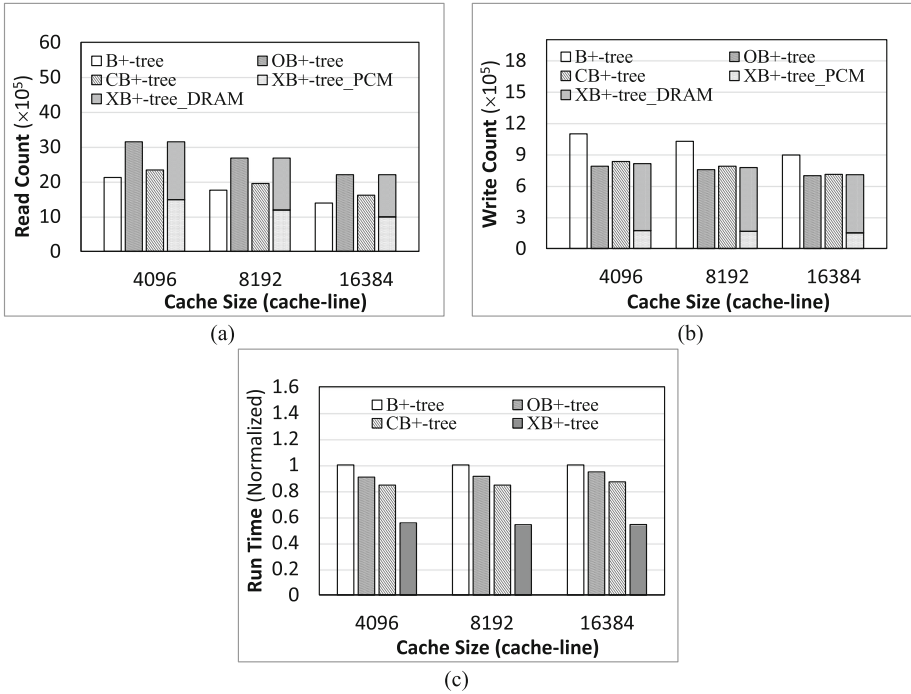 60
50
40
30
20
10
0
Read Count (×10⁵)
B+-tree OB+-tree
CB+-tree XB+-tree_PCM
XB+-tree_DRAM
4096 8192 16384
Cache Size (cache-line)
(a)
18
15
12
9
6
3
0
Write Count (×10⁵)
B+-tree OB+-tree
CB+-tree XB+-tree_PCM
XB+-tree_DRAM
4096 8192 16384
Cache Size (cache-line)
(b)
1.6
1.4
1.2
1
0.8
0.6
0.4
0.2
0
Run Time (Normalized)
B+-tree OB+-tree
CB+-tree XB+-tree
4096 8192 16384
Cache Size (cache-line)
(c)